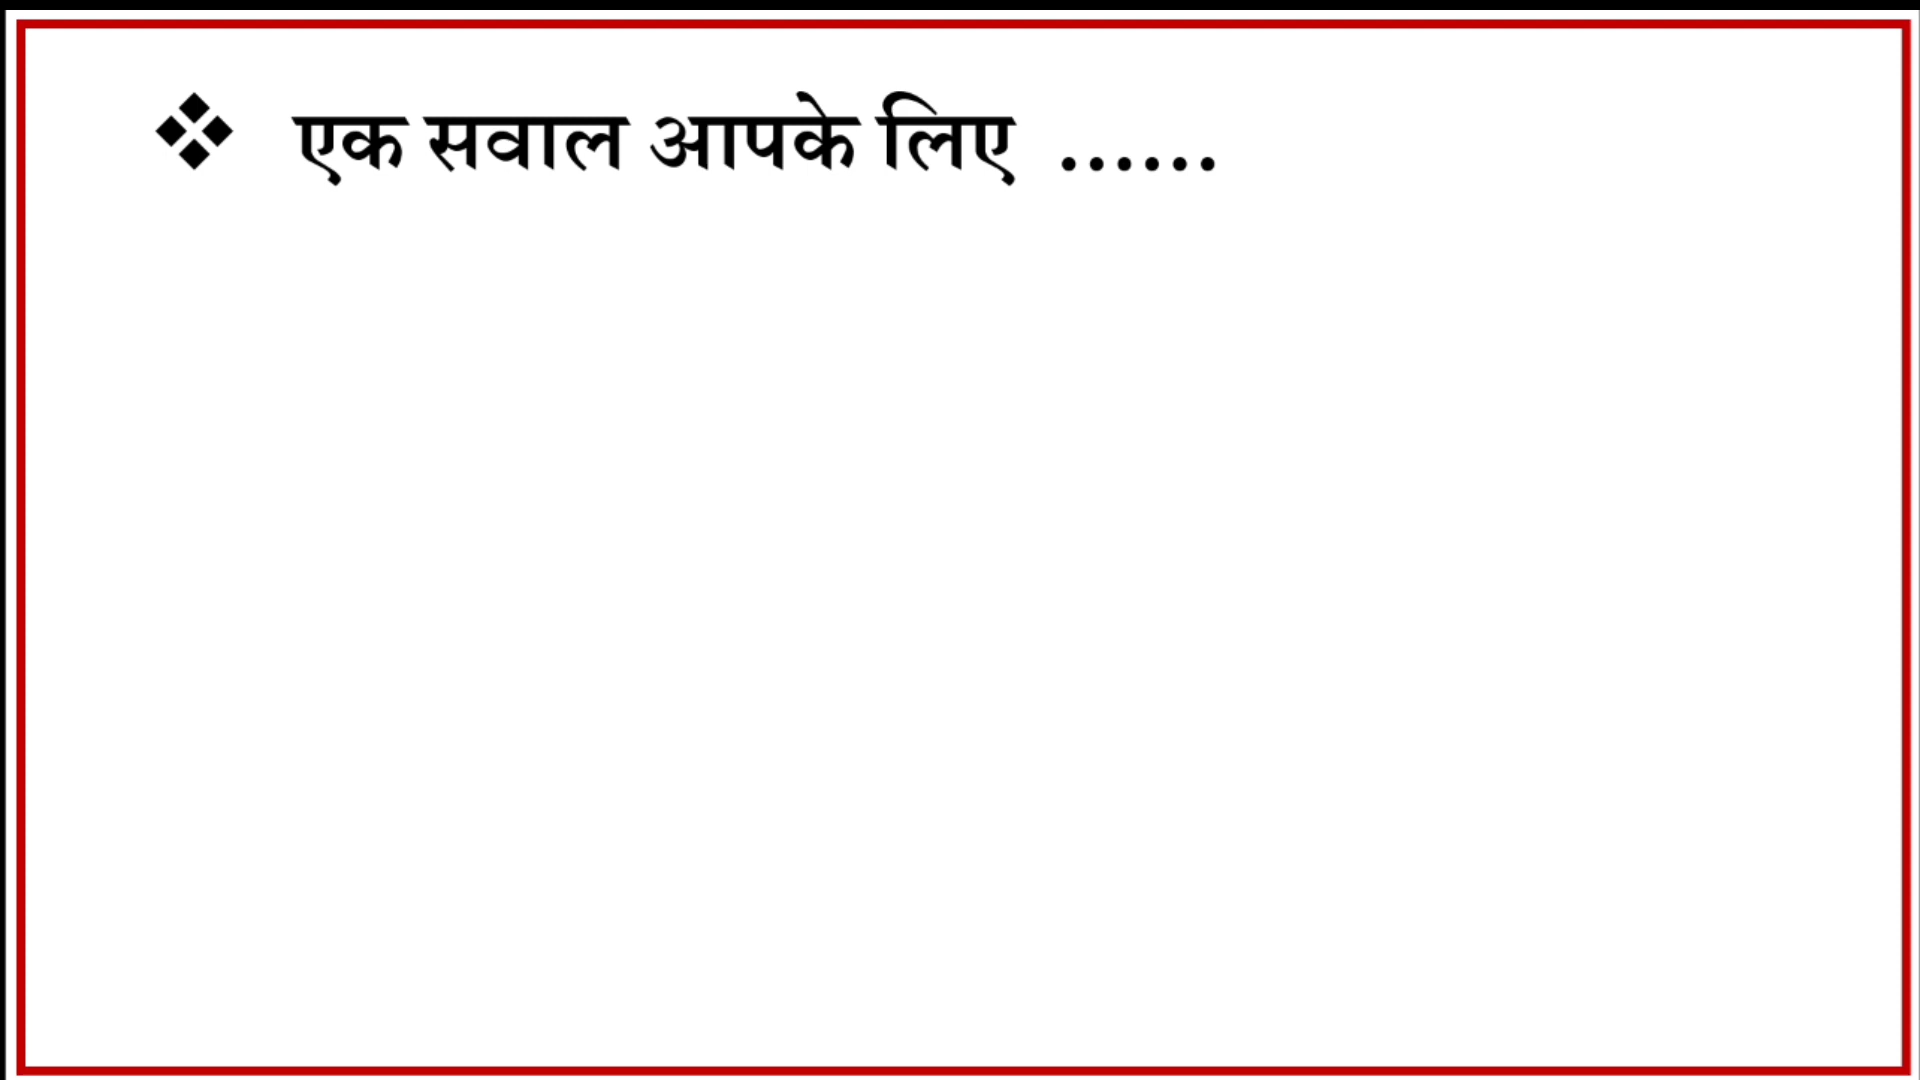 ❖ एक सवाल आपके लिए ......